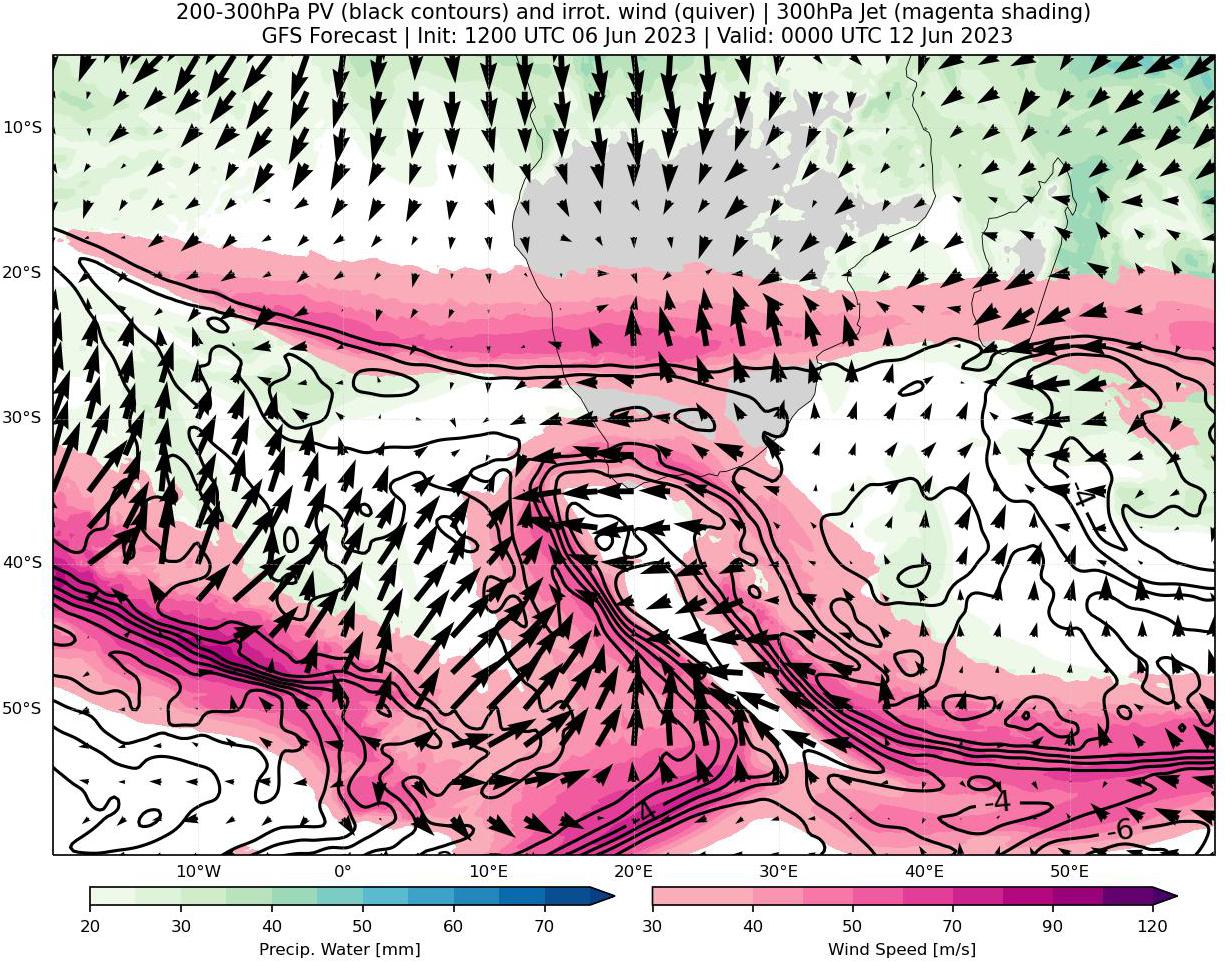 200-300hPa PV (black contours) and irrot. wind (quiver) | 300hPa Jet (magenta shading)
GFS Forecast | Init: 1200 UTC 06 Jun 2023 | Valid: 0000 UTC 12 Jun 2023
10°S
20°S
30°S
-4
40°S
50°S
-4
-4
-6
10°W 0° 10°E 20°E 30°E 40°E 50°E
20 30 40 50 60 70
30 40 50 70 90 120
Precip. Water [mm]
Wind Speed [m/s]